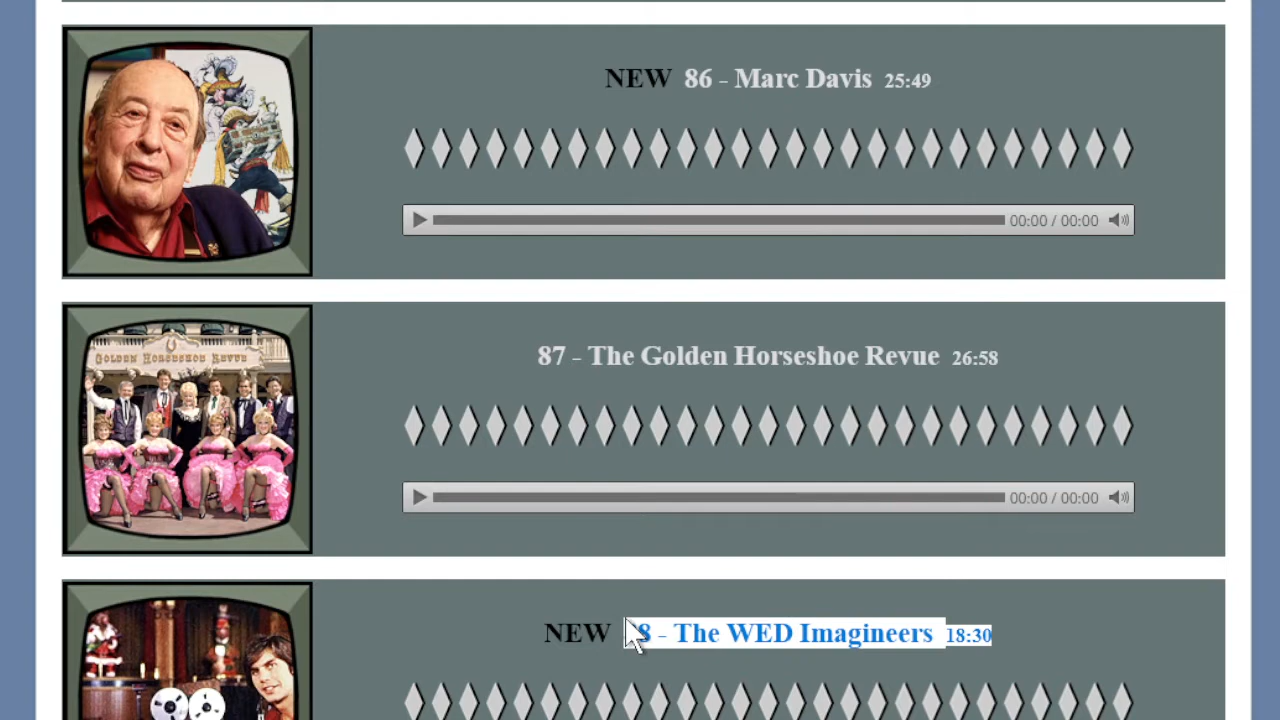 NEW 86 - Marc Davis 25:49
00:00 / 00:00
GOLDEN HORSESHOE REVUE
87 - The Golden Horseshoe Revue 26:58
00:00 / 00:00
NEW 8 - The WED Imagineers 18:30